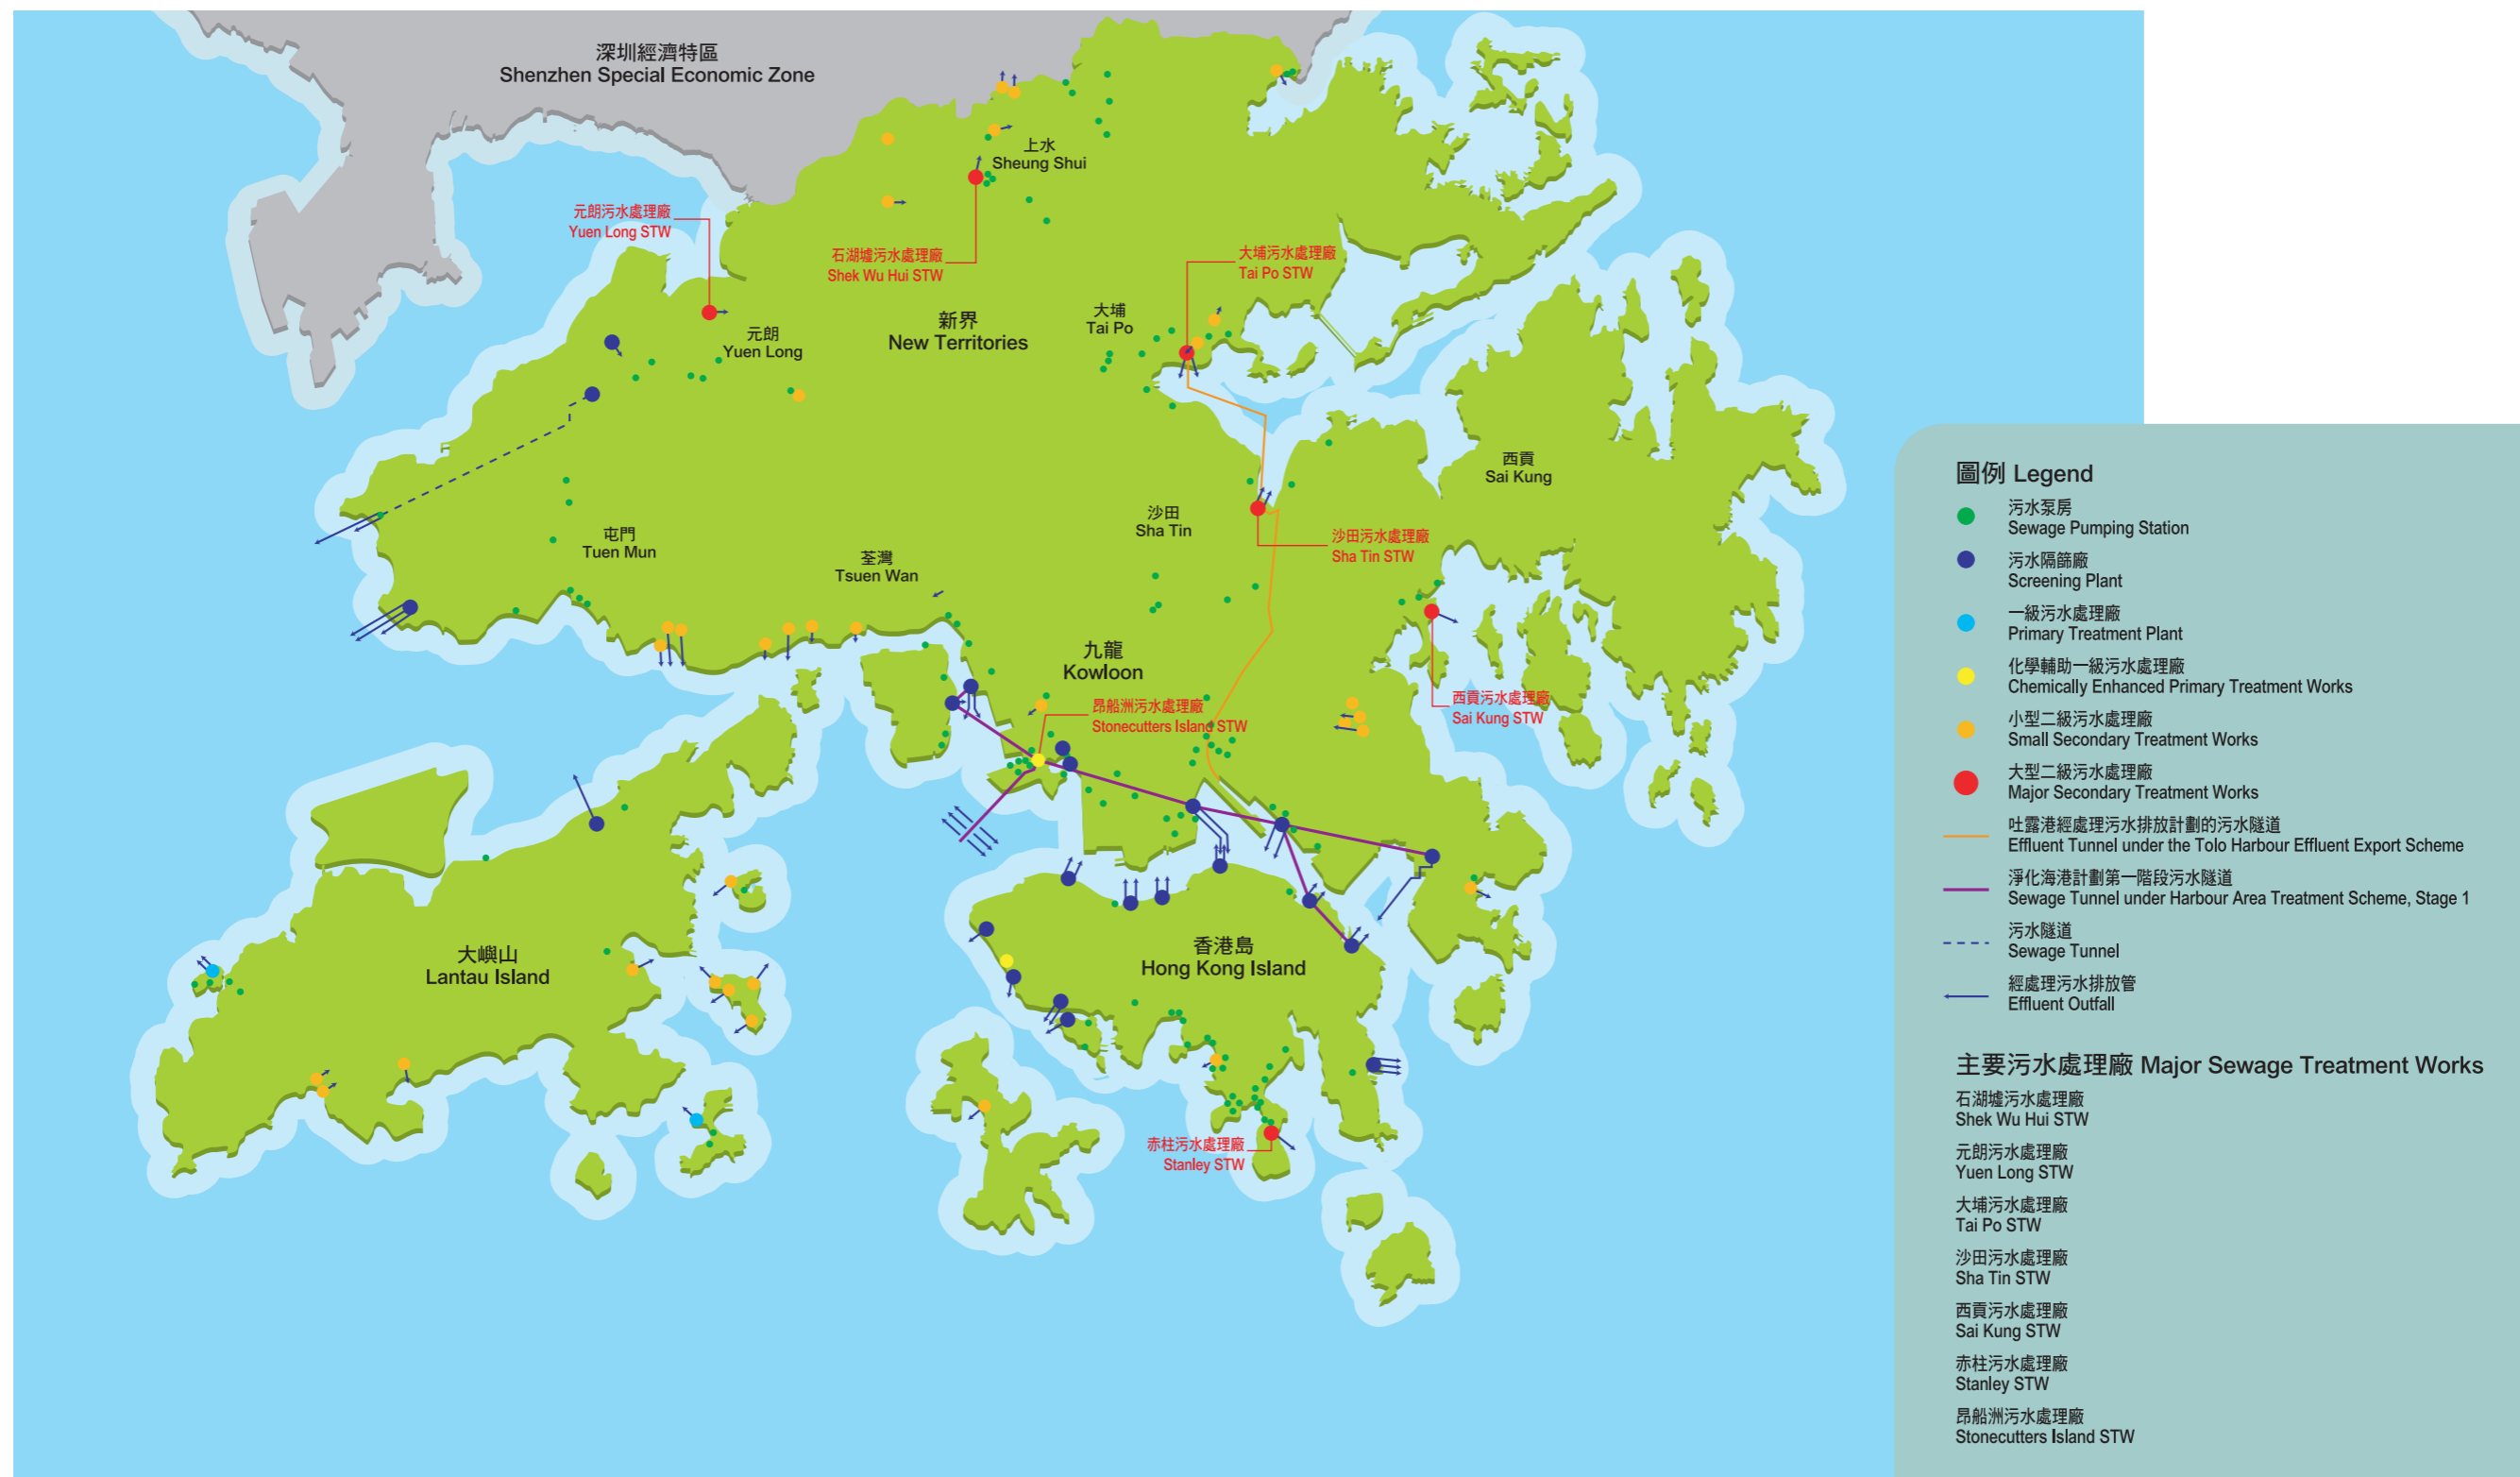 深圳經濟特區
Shenzhen Special Economic Zone
上水
Sheung Shui
元朗污水處理廠
Yuen Long STW
石湖墟污水處理廠
Shek Wu Hui STW
大埔污水處理廠
Tai Po STW
新界
New Territories
大埔
Tai Po
元朗
Yuen Long
西貢
Sai Kung
沙田
Sha Tin
屯門
Tuen Mun
荃灣
Tsuen Wan
沙田污水處理廠
Sha Tin STW
九龍
Kowloon
昂船洲污水處理廠
Stonecutters Island STW
西貢污水處理廠
Sai Kung STW
大嶼山
Lantau Island
香港島
Hong Kong Island
赤柱污水處理廠
Stanley STW
圖例 Legend
污水泵房
Sewage Pumping Station
污水隔篩廠
Screening Plant
一級污水處理廠
Primary Treatment Plant
化學輔助一級污水處理廠
Chemically Enhanced Primary Treatment Works
小型二級污水處理廠
Small Secondary Treatment Works
大型二級污水處理廠
Major Secondary Treatment Works
吐露港經處理污水排放計劃的污水隧道
Effluent Tunnel under the Tolo Harbour Effluent Export Scheme
淨化海港計劃第一階段污水隧道
Sewage Tunnel under Harbour Area Treatment Scheme, Stage 1
污水隧道
Sewage Tunnel
經處理污水排放管
Effluent Outfall
主要污水處理廠 Major Sewage Treatment Works
石湖墟污水處理廠
Shek Wu Hui STW
元朗污水處理廠
Yuen Long STW
大埔污水處理廠
Tai Po STW
沙田污水處理廠
Sha Tin STW
西貢污水處理廠
Sai Kung STW
赤柱污水處理廠
Stanley STW
昂船洲污水處理廠
Stonecutters Island STW